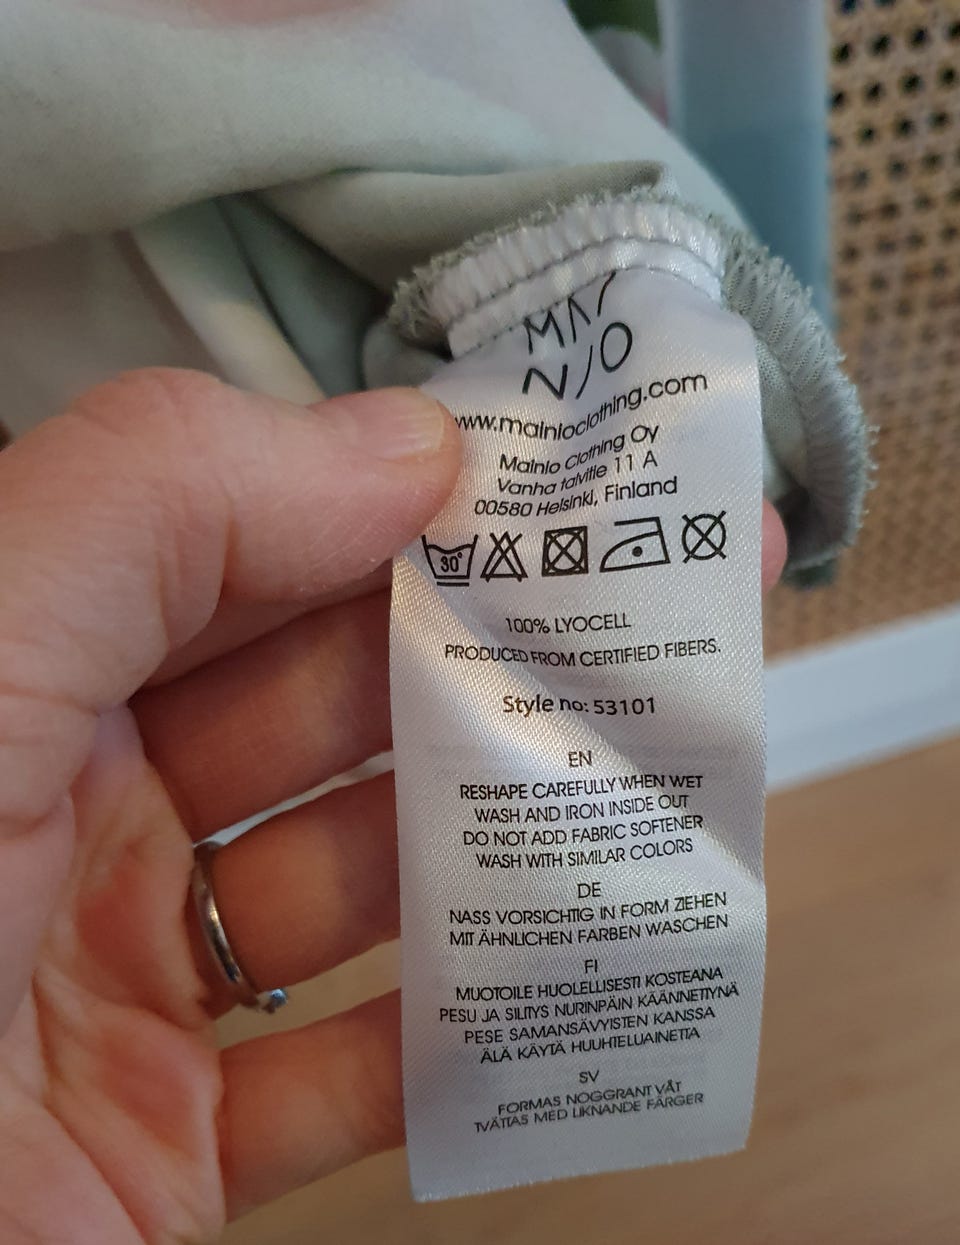 MAI
NIO
www.mainioclothing.com
Mainio Clothing Oy
Vanha talvitie 11 A
00580 Helsinki, Finland
30°
100% LYOCELL
PRODUCED FROM CERTIFIED FIBERS.
Style no: 53101
EN
RESHAPE CAREFULLY WHEN WET
WASH AND IRON INSIDE OUT
DO NOT ADD FABRIC SOFTENER
WASH WITH SIMILAR COLORS
DE
NASS VORSICHTIG IN FORM ZIEHEN
MIT ÄHNLICHEN FARBEN WASCHEN
FI
MUOTOILE HUOLELLISESTI KOSTEANA
PESU JA SILITYS NURINPÄIN KÄÄNNETTYNÄ
PESE SAMANSÄVYISTEN KANSSA
ÄLÄ KÄYTÄ HUUHTELUAINETTA
SV
FORMAS NOGGRANT VÅT
TVÄTTAS MED LIKNANDE FÄRGER